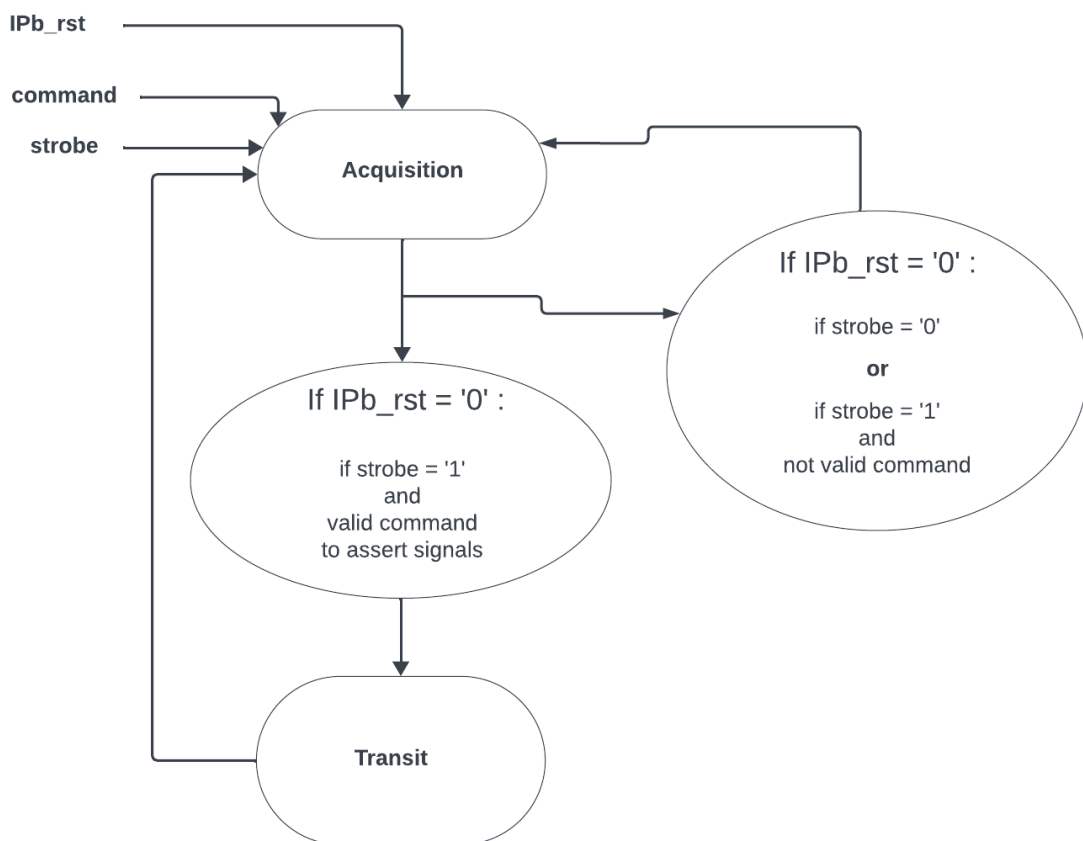 IPb_rst
command
strobe
Acquisition
If IPb_rst = '0' :
if strobe = '0'
or
if strobe = '1'
and
not valid command
If IPb_rst = '0' :
if strobe = '1'
and
valid command
to assert signals
Transit